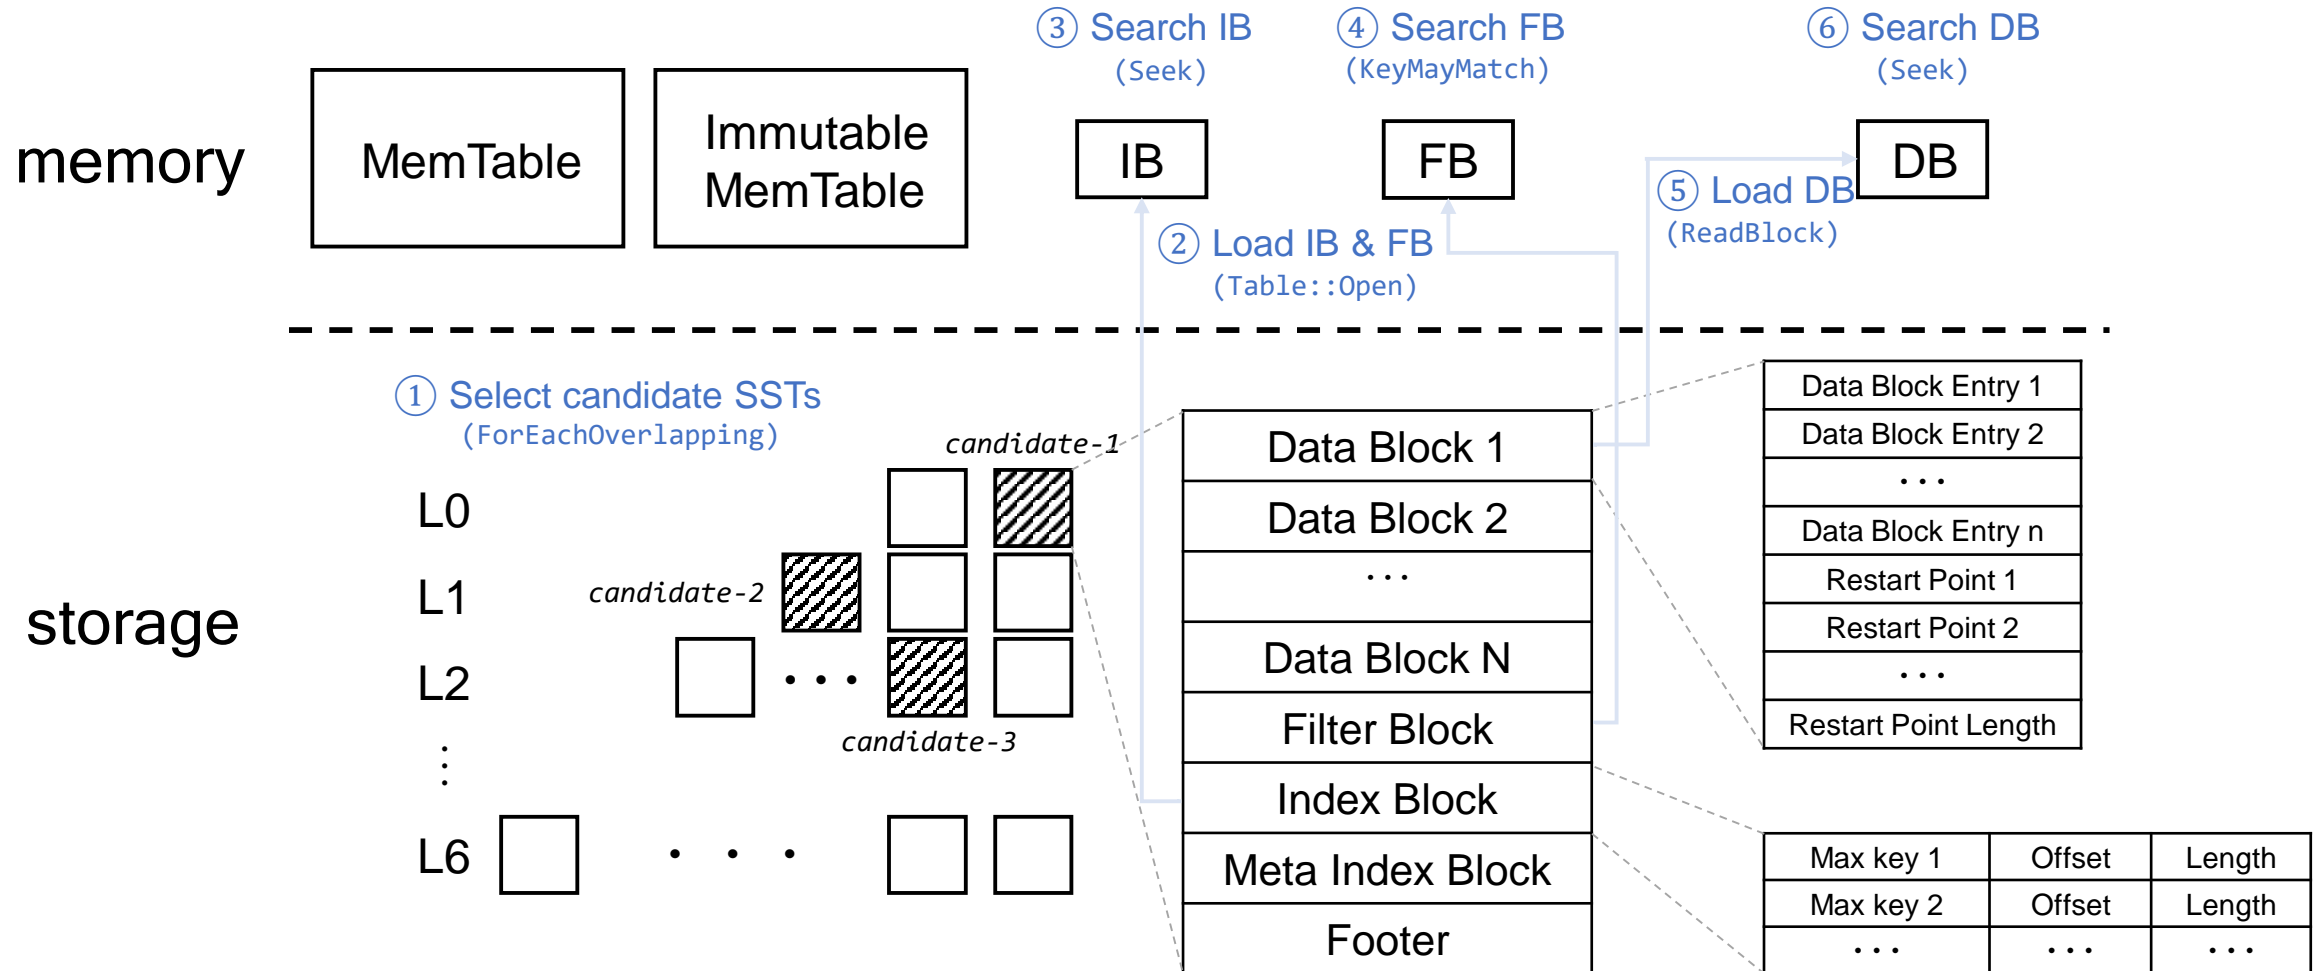 ③ Search IB
(Seek)
④ Search FB
(KeyMayMatch)
⑥ Search DB
(Seek)
memory
MemTable
Immutable
MemTable
IB
FB
DB
② Load IB & FB
(Table::Open)
⑤ Load DB
(ReadBlock)
storage
① Select candidate SSTs
(ForEachOverlapping)
candidate-1
L0
L1
candidate-2
L2
...
candidate-3
⋮
L6
. . .
Data Block 1
Data Block 2
...
Data Block N
Filter Block
Index Block
Meta Index Block
Footer
Data Block Entry 1
Data Block Entry 2
...
Data Block Entry n
Restart Point 1
Restart Point 2
...
Restart Point Length
Max key 1 Offset Length
Max key 2 Offset Length
... ... ...